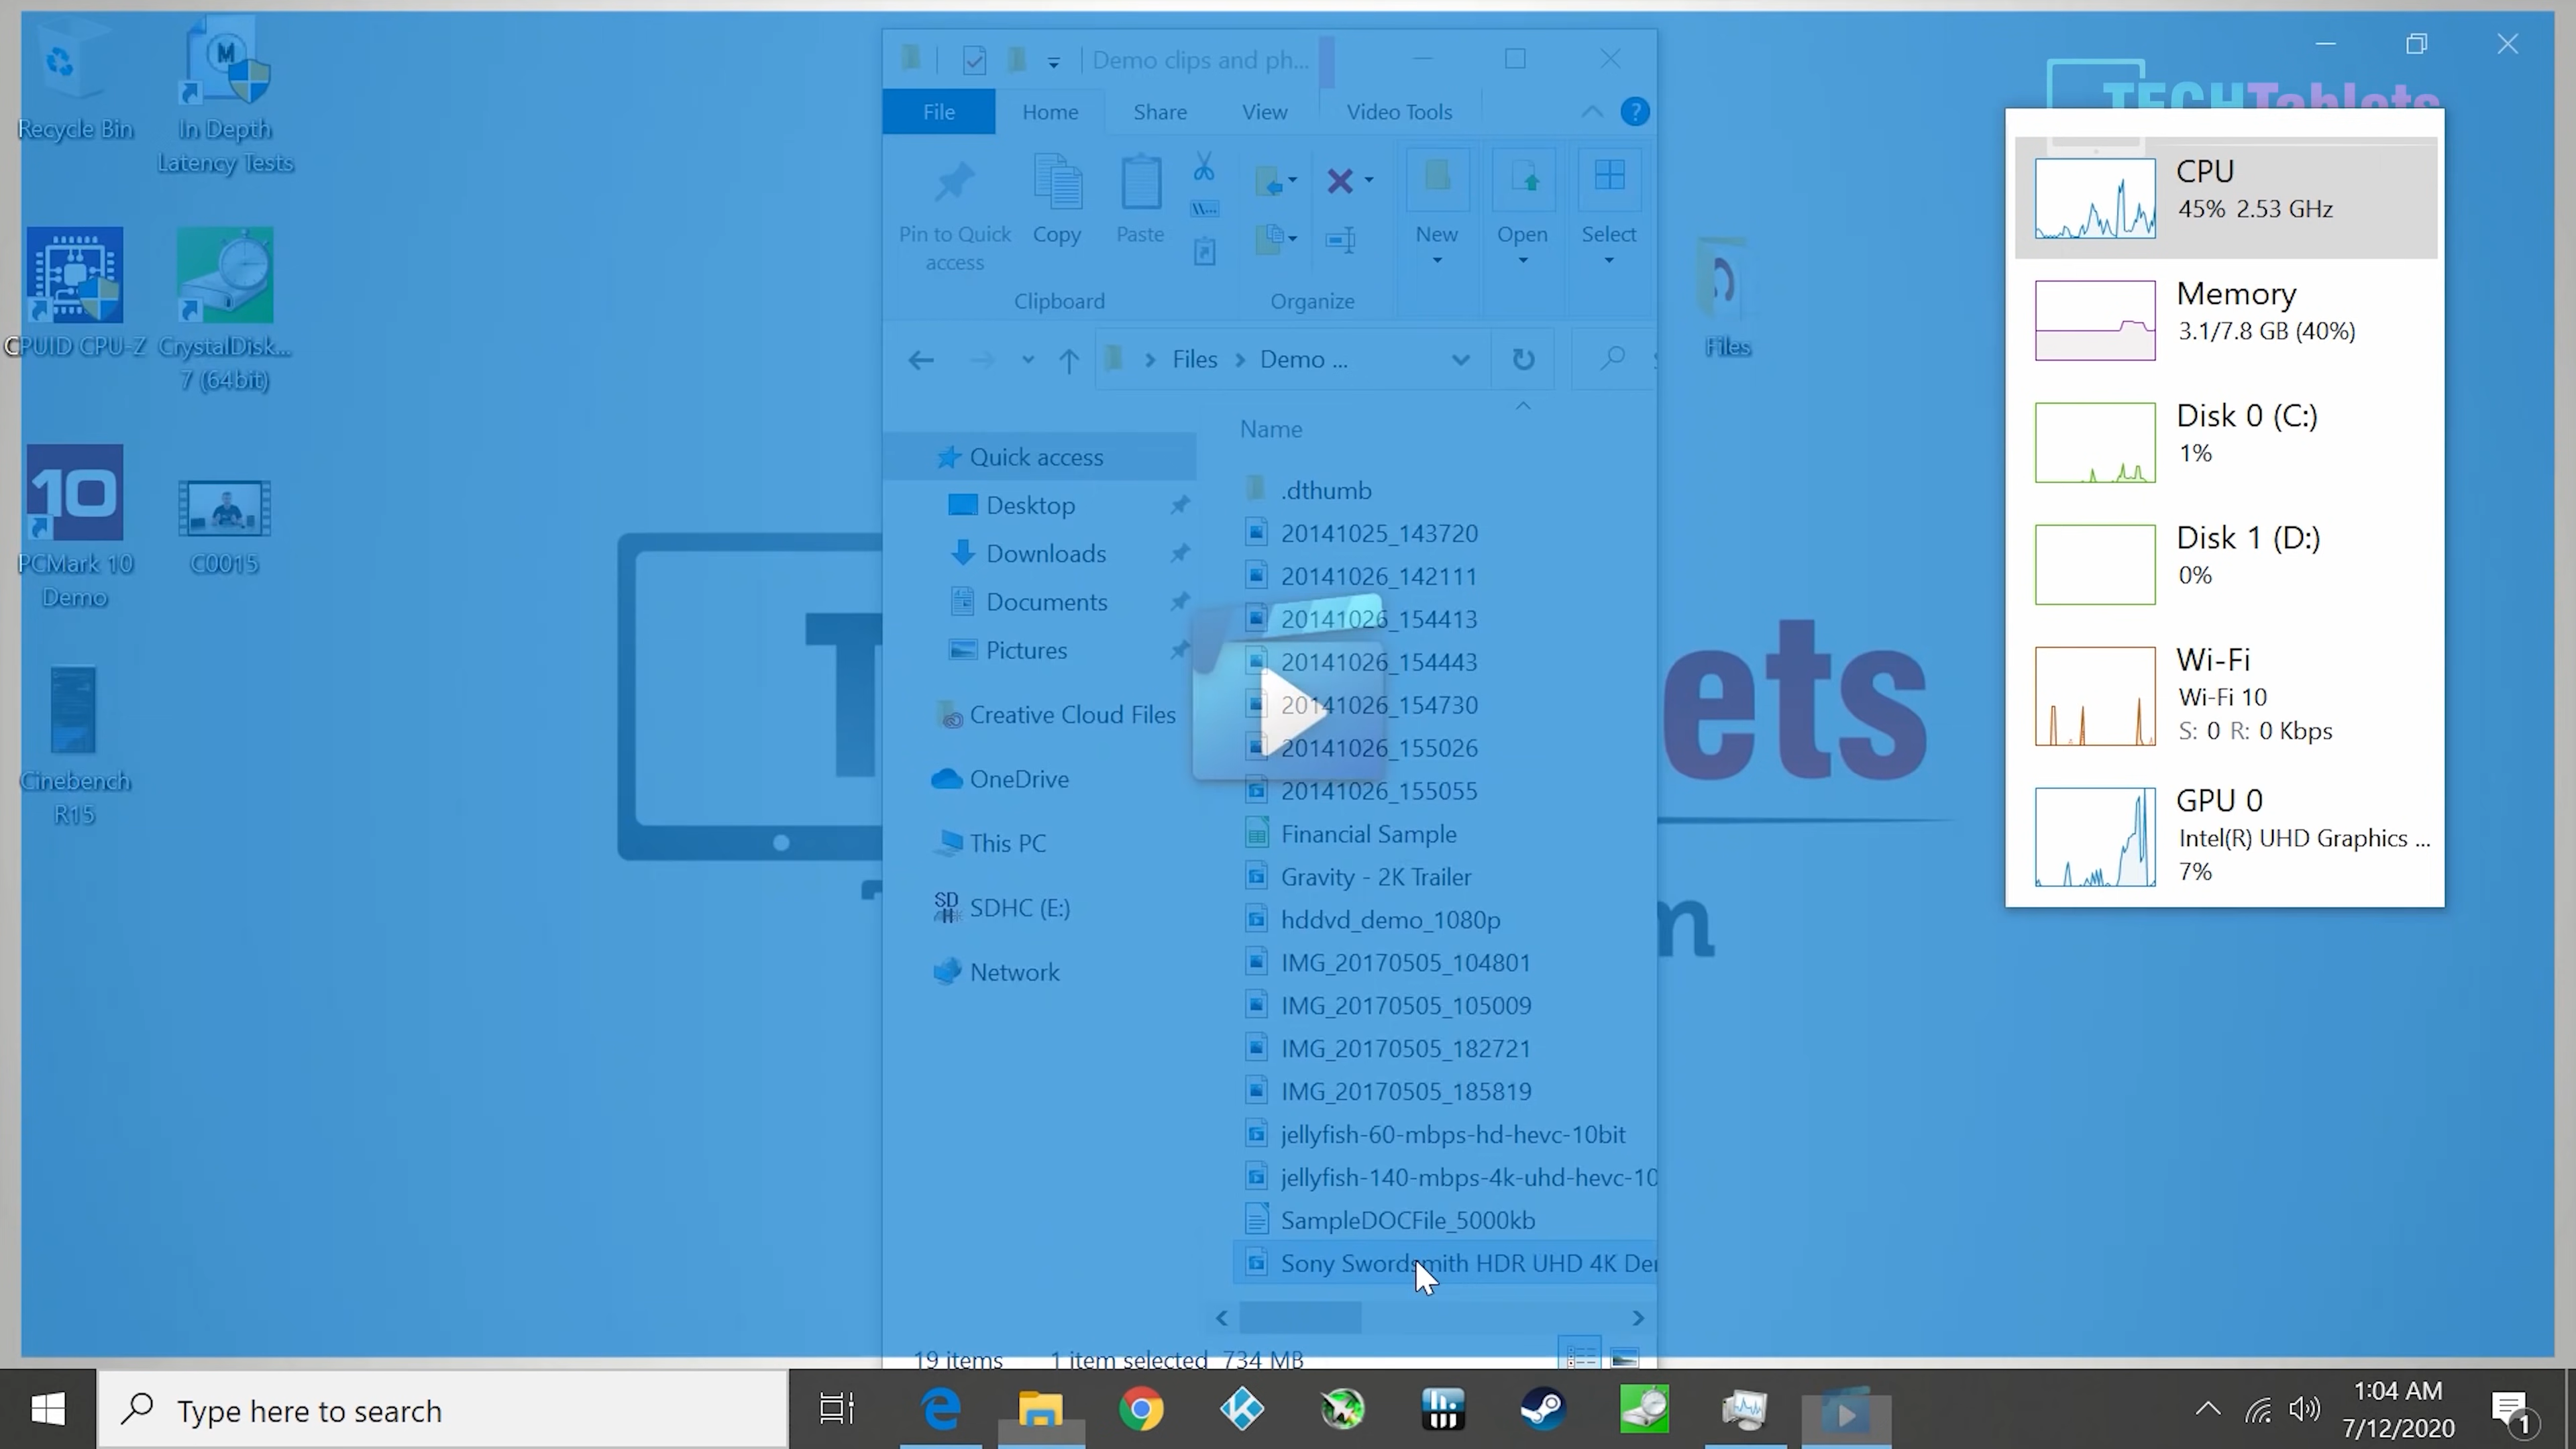 Recycle Bin
In Depth
Latency Tests
CPUID CPU-Z
CrystalDisk...
7 (64bit)
10
PCMark 10
Demo
C0015
Cinebench
R15
Demo clips and ph...
File
Home
Share
View
Video Tools
Pin to Quick
access
Copy
Paste
New
Open
Select
Clipboard
Organize
Files
Demo ...
Name
Quick access
Desktop
Downloads
Documents
Pictures
Creative Cloud Files
OneDrive
This PC
SDHC (E:)
Network
.dthumb
20141025_143720
20141026_142111
20141026_154413
20141026_154443
20141026_154730
20141026_155026
20141026_155055
Financial Sample
Gravity - 2K Trailer
hddvd_demo_1080p
IMG_20170505_104801
IMG_20170505_105009
IMG_20170505_182721
IMG_20170505_185819
jellyfish-60-mbps-hd-hevc-10bit
jellyfish-140-mbps-4k-uhd-hevc-10
SampleDOCFile_5000kb
Sony Swordsmith HDR UHD 4K De
19 items 1 item selected 734 MB
Files
T
ets
m
TECHTablets
CPU
45% 2.53 GHz
Memory
3.1/7.8 GB (40%)
Disk 0 (C:)
1%
Disk 1 (D:)
0%
Wi-Fi
Wi-Fi 10
S: 0 R: 0 Kbps
GPU 0
Intel(R) UHD Graphics ...
7%
Type here to search
1:04 AM
7/12/2020
1